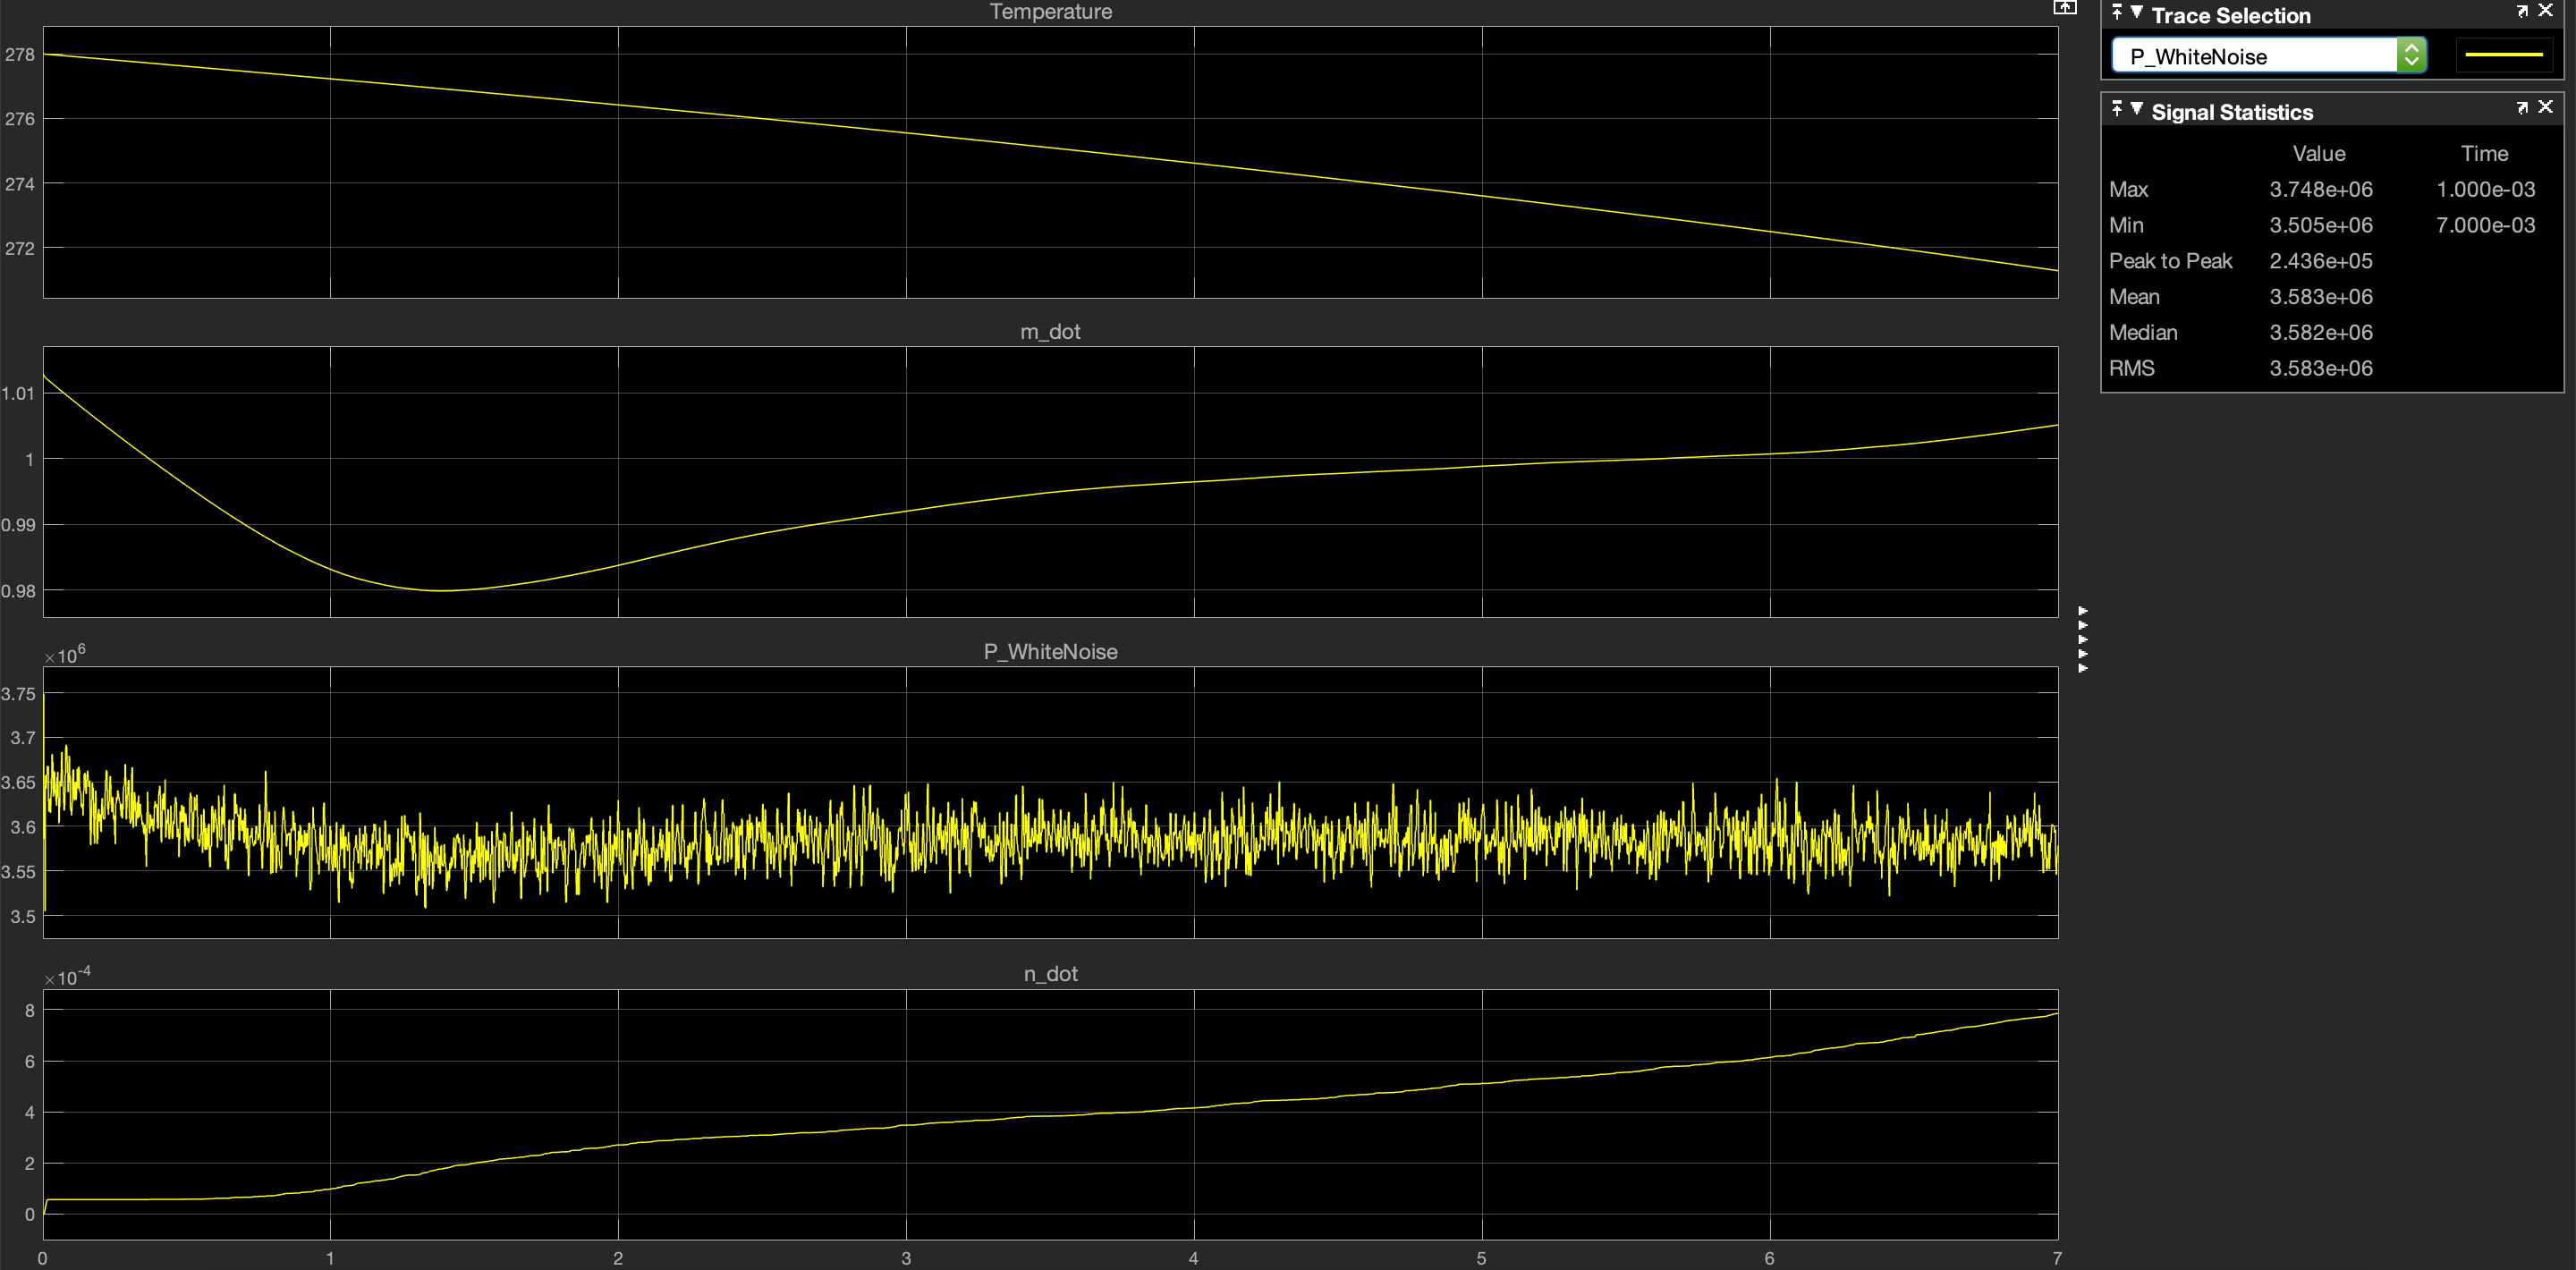 Temperature
278
276
274
272
m_dot
1.01
1
0.99
0.98
P_WhiteNoise
×10^6
3.75
3.7
3.65
3.6
3.55
3.5
n_dot
×10^-4
8
6
4
2
0
0 1 2 3 4 5 6 7
Trace Selection
P_WhiteNoise
Signal Statistics
Value Time
Max 3.748e+06 1.000e-03
Min 3.505e+06 7.000e-03
Peak to Peak 2.436e+05
Mean 3.583e+06
Median 3.582e+06
RMS 3.583e+06